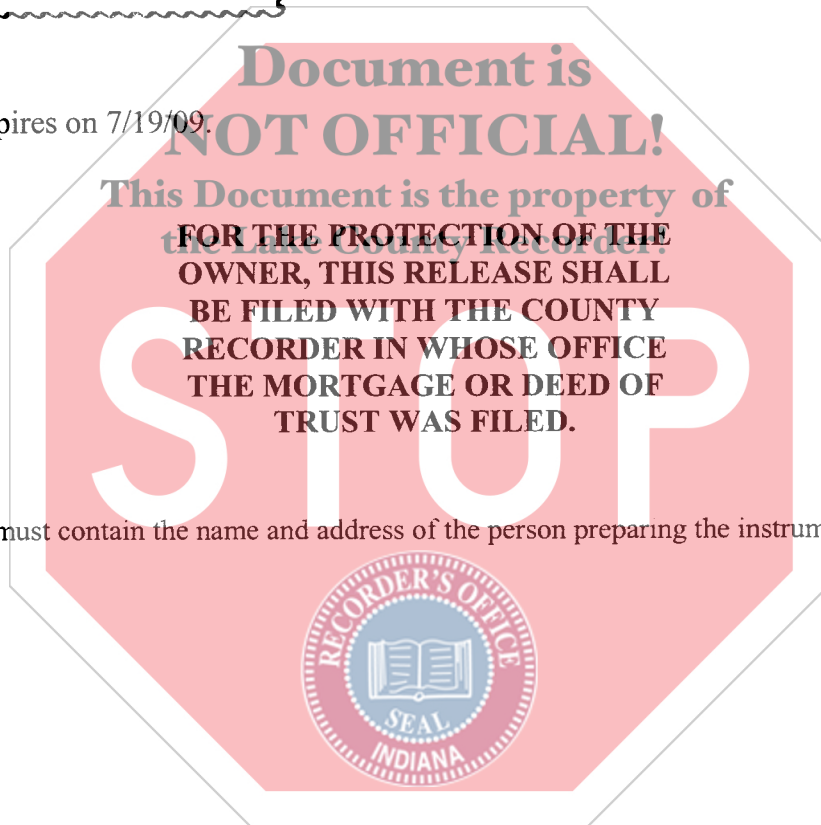 Document is
pires on 7/19/09.
NOT OFFICIAL!
This Document is the property of
the Lake County Recorder!
FOR THE PROTECTION OF THE
OWNER, THIS RELEASE SHALL
BE FILED WITH THE COUNTY
RECORDER IN WHOSE OFFICE
THE MORTGAGE OR DEED OF
TRUST WAS FILED.
STOP
must contain the name and address of the person preparing the instrum
RECORDER'S OFFICE
SEAL
INDIANA